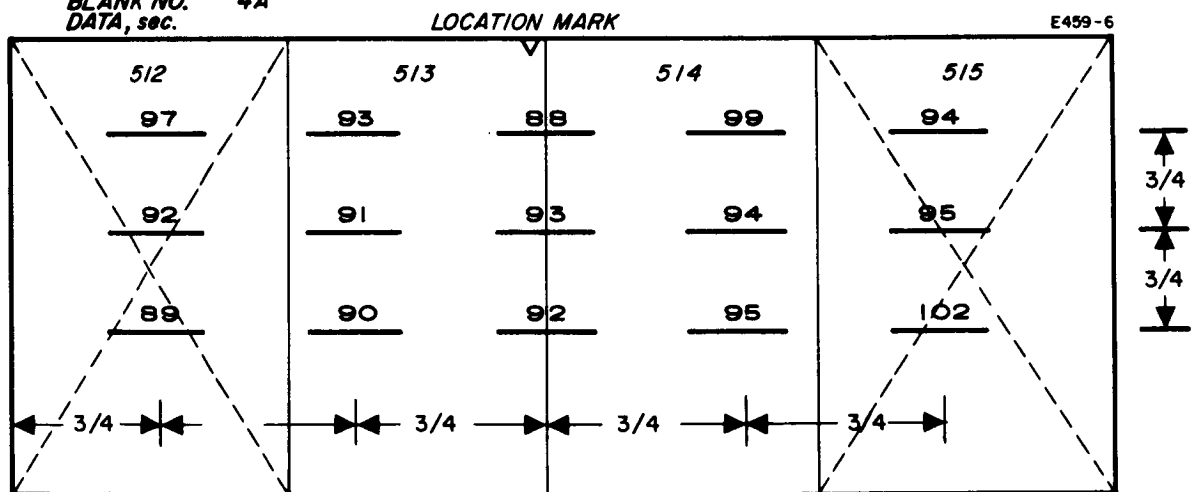 BLANK NO. 4A
DATA, sec. LOCATION MARK E459-6
512 513 514 515
97 93 88 99 94
3/4
92 91 93 94 95
3/4
89 90 92 95 102
3/4 3/4 3/4 3/4